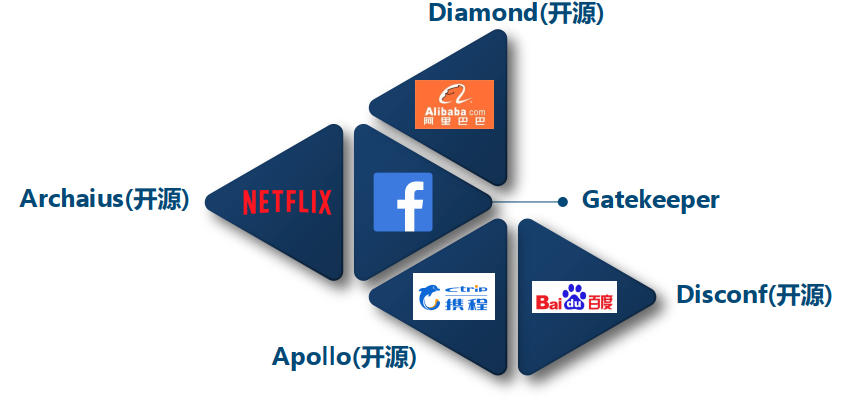 Diamond(开源)
Alibaba.com
阿里巴巴
Archaius(开源)
NETFLIX
f
Gatekeeper
Ctrip
携程
Bai du 百度
Disconf(开源)
Apollo(开源)